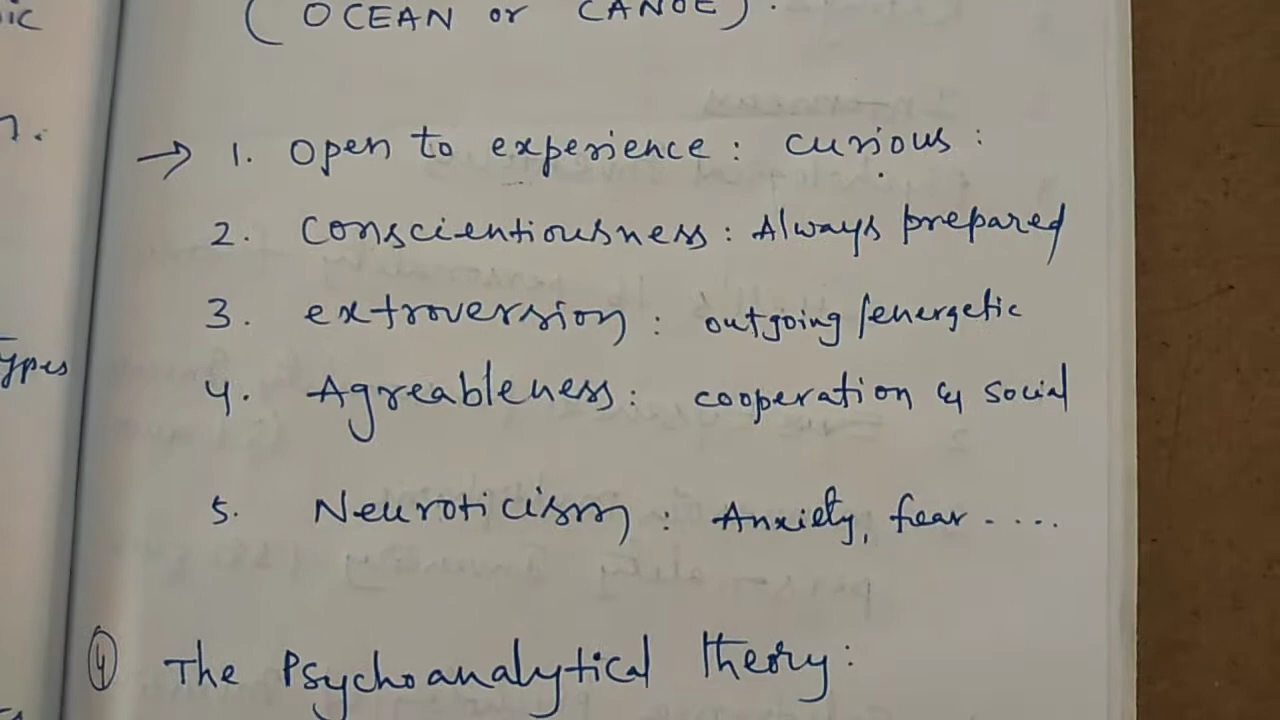 (OCEAN or CANOE).
→ 1. Open to experience : curious :
2. Conscientiousness : Always prepared
3. extroversion : outgoing /energetic
ypes
4. Agreableness : cooperation & social
5. Neuroticism : Anxiety, fear ....
④ The Psychoanalytical theory :